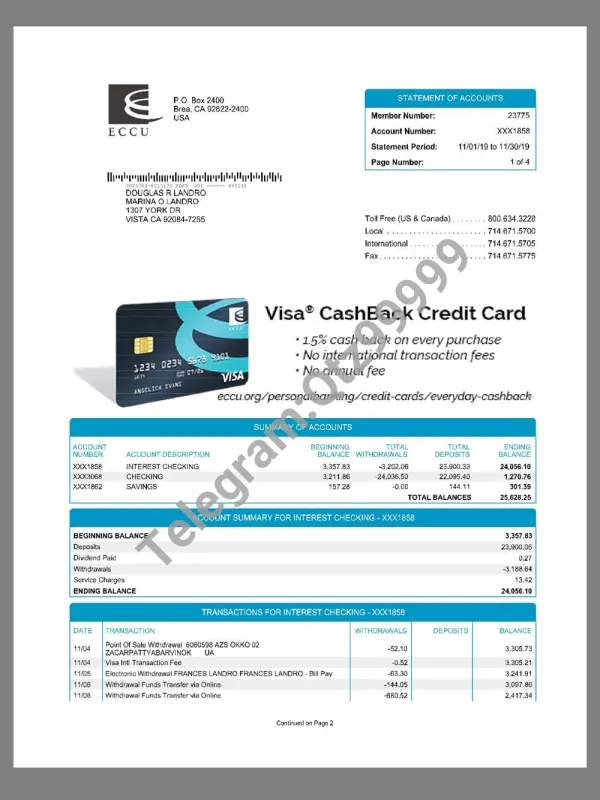 ECCU
P.O. Box 2400
Brea, CA 92822-2400
USA
STATEMENT OF ACCOUNTS
Member Number: 23775
Account Number: XXX1858
Statement Period: 11/01/19 to 11/30/19
Page Number: 1 of 4
DOUGLAS R LANDRO
MARINA O LANDRO
1307 YORK DR
VISTA CA 92084-7255
Toll Free (US & Canada) ........ 800.634.3228
Local ........................ 714.671.5700
International .................. 714.671.5705
Fax .......................... 714.671.5775
Visa® CashBack Credit Card
• 1.5% cash back on every purchase
• No international transaction fees
• No annual fee
eccu.org/personalbanking/credit-cards/everyday-cashback
ECCU
1234 0234 5678 9101
1234
07/26
VISA
ANGELICA EVANS
SUMMARY OF ACCOUNTS
ACCOUNT NUMBER ACCOUNT DESCRIPTION BEGINNING BALANCE TOTAL WITHDRAWALS TOTAL DEPOSITS ENDING BALANCE
XXX1858 INTEREST CHECKING 3,357.83 -3,202.06 23,900.33 24,056.10
XXX3068 CHECKING 3,211.86 -24,036.50 22,095.40 1,270.76
XXX1862 SAVINGS 157.28 -0.00 144.11 301.39
TOTAL BALANCES 25,628.25
ACCOUNT SUMMARY FOR INTEREST CHECKING - XXX1858
BEGINNING BALANCE 3,357.83
Deposits 23,900.06
Dividend Paid 0.27
Withdrawals -3,188.64
Service Charges 13.42
ENDING BALANCE 24,056.10
TRANSACTIONS FOR INTEREST CHECKING - XXX1858
DATE TRANSACTION WITHDRAWALS DEPOSITS BALANCE
11/04 Point Of Sale Withdrawal 6060598 AZS OKKO 02 -52.10 3,305.73
ZACARPATTYABARVINOK UA
11/04 Visa Intl Transaction Fee -0.52 3,305.21
11/05 Electronic Withdrawal FRANCES LANDRO FRANCES LANDRO - Bill Pay -63.30 3,241.91
11/06 Withdrawal Funds Transfer via Online -144.05 3,097.86
11/06 Withdrawal Funds Transfer via Online -680.52 2,417.34
Continued on Page 2
Telegram:Qtz99999